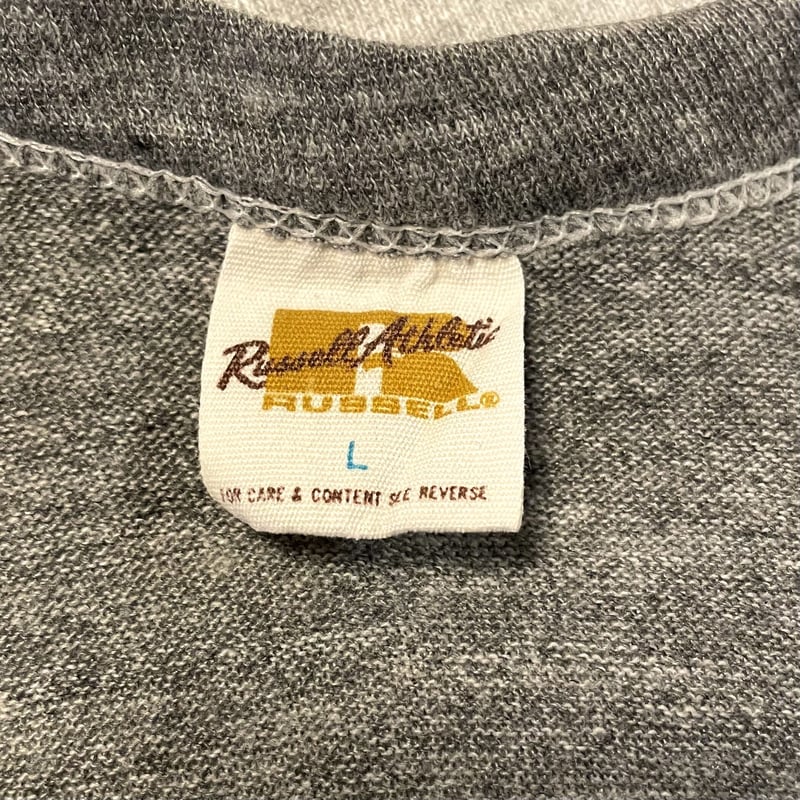 Russell Athletic
RUSSELL®
L
FOR CARE & CONTENT SEE REVERSE